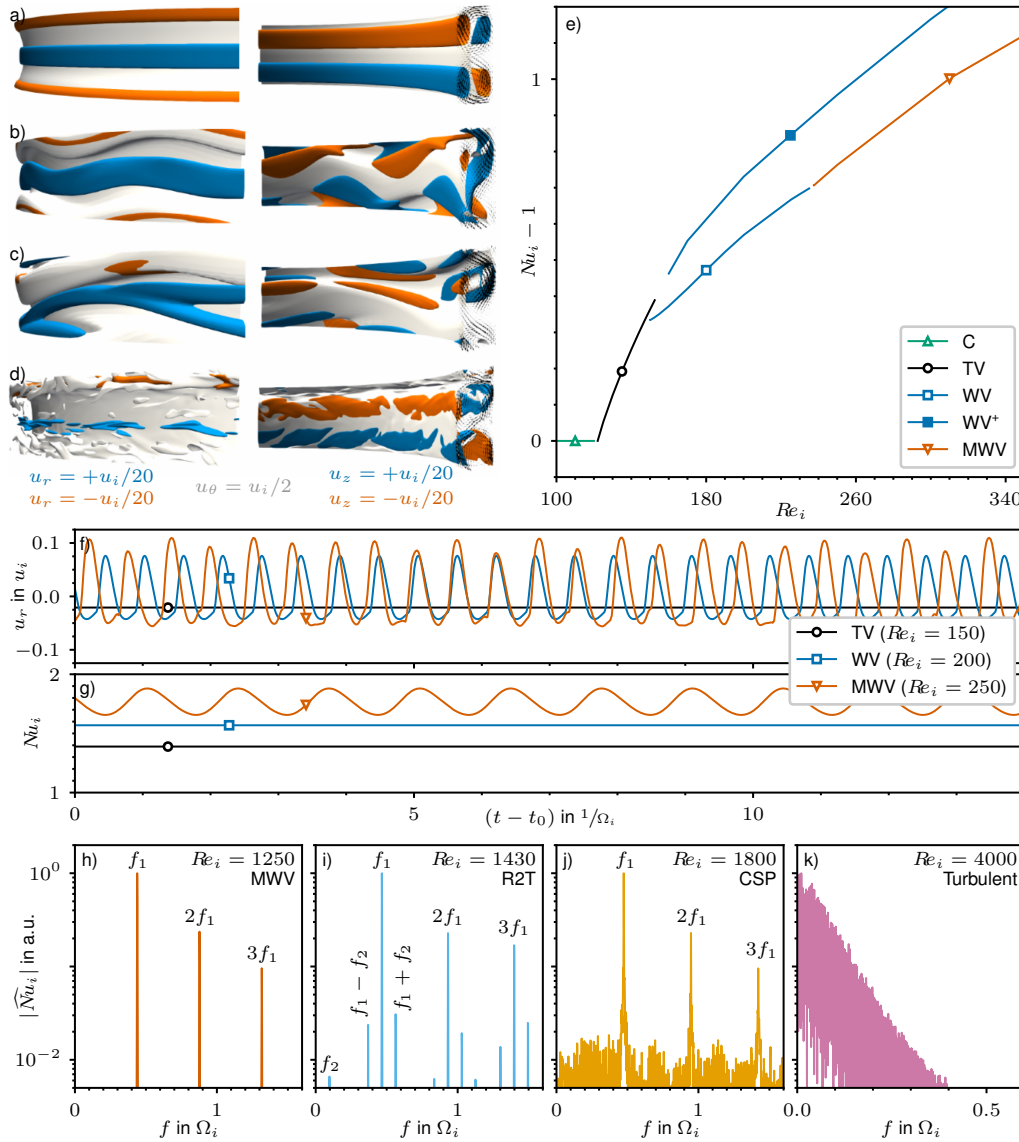 a)
b)
c)
d)
u_r = +u_i/20
u_r = −u_i/20
u_θ = u_i/2
u_z = +u_i/20
u_z = −u_i/20
e)
1
0
Nu_i − 1
100
180
260
340
Re_i
C
TV
WV
WV⁺
MWV
f)
0.1
0.0
−0.1
u_r in u_i
TV (Re_i = 150)
WV (Re_i = 200)
MWV (Re_i = 250)
g)
2
1
Nu_i
0
5
10
(t − t_0) in 1/Ω_i
h)
f_1
Re_i = 1250
MWV
2f_1
3f_1
10⁰
10⁻²
|N̂u_i| in a.u.
0
1
f in Ω_i
i)
f_1
Re_i = 1430
R2T
2f_1
3f_1
f_1 − f_2
f_1 + f_2
f_2
0
1
f in Ω_i
j)
f_1
Re_i = 1800
CSP
2f_1
3f_1
0
1
f in Ω_i
k)
Re_i = 4000
Turbulent
0.0
0.5
f in Ω_i